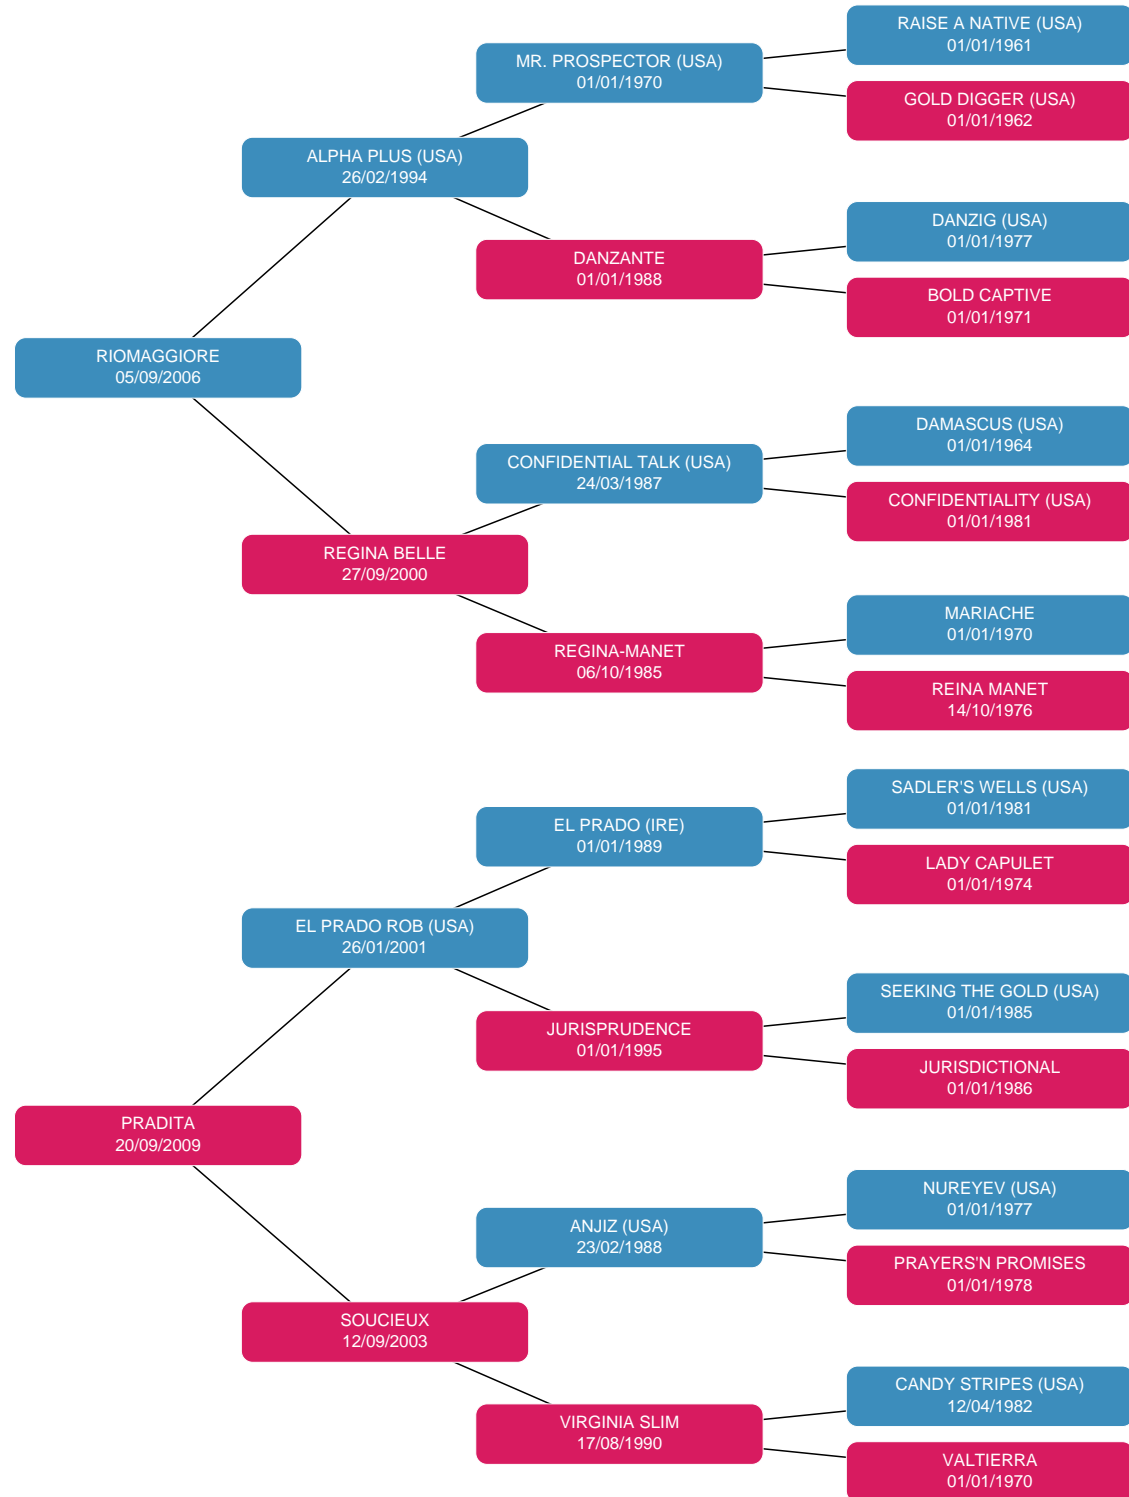 RAISE A NATIVE (USA)
01/01/1961
MR. PROSPECTOR (USA)
01/01/1970
GOLD DIGGER (USA)
01/01/1962
ALPHA PLUS (USA)
26/02/1994
DANZIG (USA)
01/01/1977
DANZANTE
01/01/1988
BOLD CAPTIVE
01/01/1971
RIOMAGGIORE
05/09/2006
DAMASCUS (USA)
01/01/1964
CONFIDENTIAL TALK (USA)
24/03/1987
CONFIDENTIALITY (USA)
01/01/1981
REGINA BELLE
27/09/2000
MARIACHE
01/01/1970
REGINA-MANET
06/10/1985
REINA MANET
14/10/1976
SADLER'S WELLS (USA)
01/01/1981
EL PRADO (IRE)
01/01/1989
LADY CAPULET
01/01/1974
EL PRADO ROB (USA)
26/01/2001
SEEKING THE GOLD (USA)
01/01/1985
JURISPRUDENCE
01/01/1995
JURISDICTIONAL
01/01/1986
PRADITA
20/09/2009
NUREYEV (USA)
01/01/1977
ANJIZ (USA)
23/02/1988
PRAYERS'N PROMISES
01/01/1978
SOUCIEUX
12/09/2003
CANDY STRIPES (USA)
12/04/1982
VIRGINIA SLIM
17/08/1990
VALTIERRA
01/01/1970